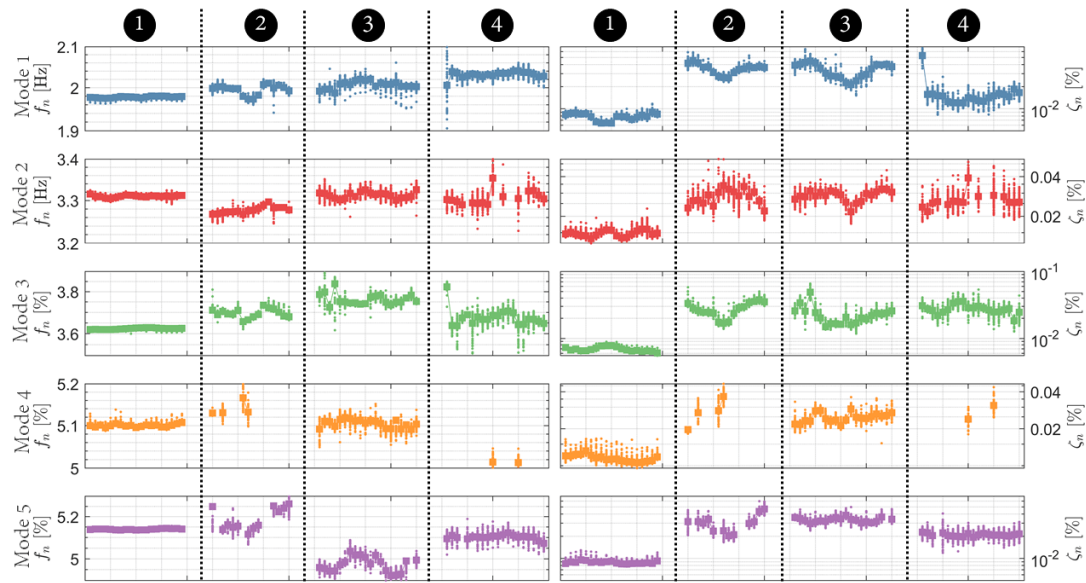 1 2 3 4 1 2 3 4
Mode 1
fn [Hz]
2.1
2
1.9
10-2
ζn [%]
Mode 2
fn [Hz]
3.4
3.3
3.2
0.04
0.02
ζn [%]
Mode 3
fn [%]
3.8
3.6
10-1
10-2
ζn [%]
Mode 4
fn [%]
5.2
5.1
5
0.04
0.02
ζn [%]
Mode 5
fn [%]
5.2
5
10-2
ζn [%]